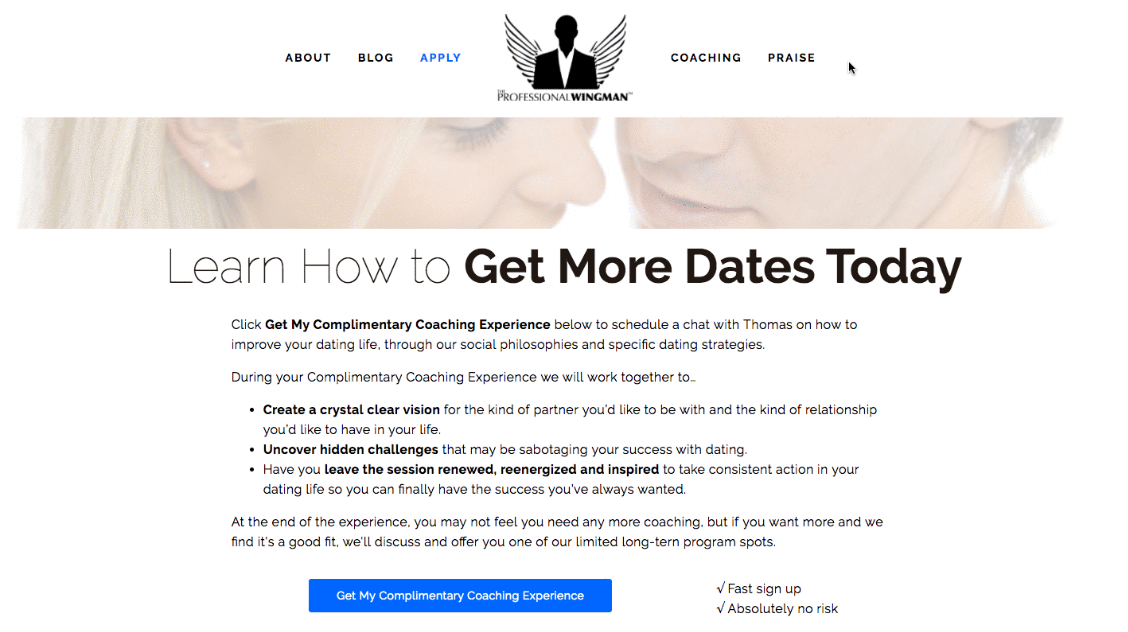 ABOUT BLOG APPLY COACHING PRAISE
THE
PROFESSIONALWINGMAN™
Learn How to Get More Dates Today
Click Get My Complimentary Coaching Experience below to schedule a chat with Thomas on how to
improve your dating life, through our social philosophies and specific dating strategies.
During your Complimentary Coaching Experience we will work together to…
• Create a crystal clear vision for the kind of partner you'd like to be with and the kind of relationship
you'd like to have in your life.
• Uncover hidden challenges that may be sabotaging your success with dating.
• Have you leave the session renewed, reenergized and inspired to take consistent action in your
dating life so you can finally have the success you've always wanted.
At the end of the experience, you may not feel you need any more coaching, but if you want more and we
find it's a good fit, we'll discuss and offer you one of our limited long-tern program spots.
Get My Complimentary Coaching Experience
√ Fast sign up
√ Absolutely no risk